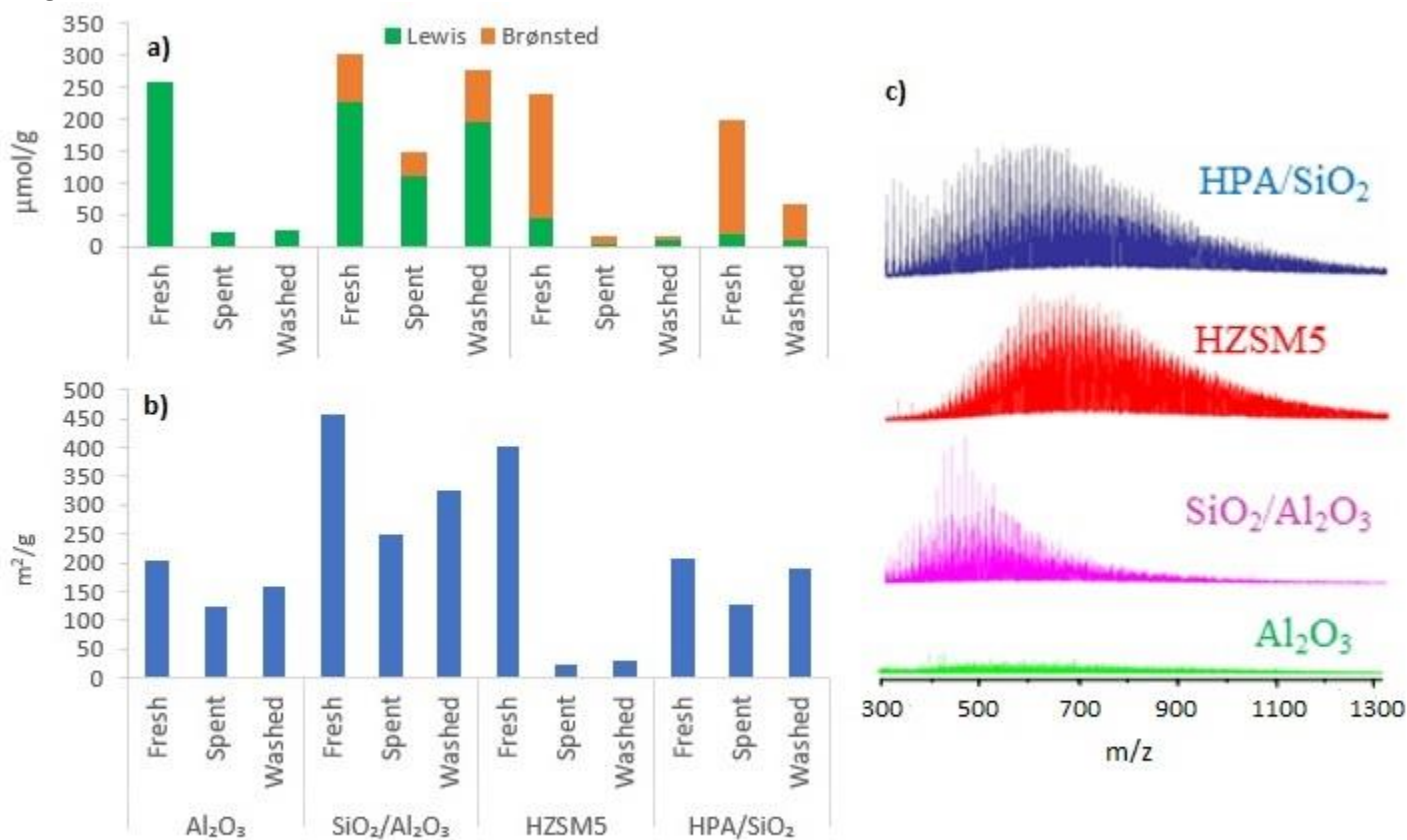 a)
Lewis Brønsted
350
300
250
200
150
100
50
0
µmol/g
Fresh Spent Washed Fresh Spent Washed Fresh Spent Washed Fresh Washed
b)
500
450
400
350
300
250
200
150
100
50
0
m²/g
Fresh Spent Washed Fresh Spent Washed Fresh Spent Washed Fresh Spent Washed
Al₂O₃ SiO₂/Al₂O₃ HZSM5 HPA/SiO₂
c)
HPA/SiO₂
HZSM5
SiO₂/Al₂O₃
Al₂O₃
300 500 700 900 1100 1300
m/z